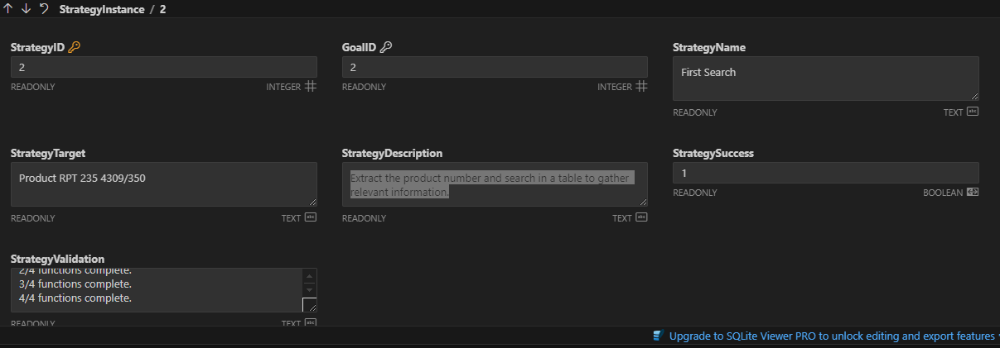 StrategyInstance / 2
StrategyID
2
READONLY INTEGER
GoalID
2
READONLY INTEGER
StrategyName
First Search
READONLY TEXT
StrategyTarget
Product RPT 235 4309/350
READONLY TEXT
StrategyDescription
Extract the product number and search in a table to gather
relevant information.
READONLY TEXT
StrategySuccess
1
READONLY BOOLEAN
StrategyValidation
2/4 functions complete.
3/4 functions complete.
4/4 functions complete.
READONLY TEXT
Upgrade to SQLite Viewer PRO to unlock editing and export features